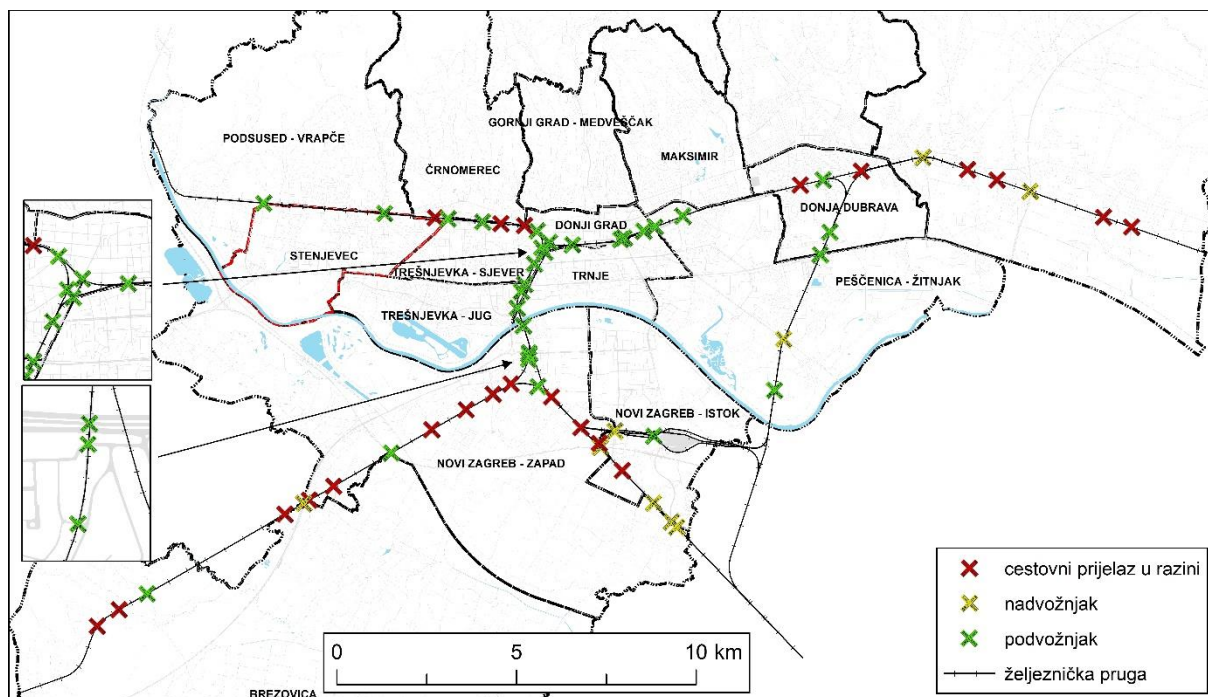 GORNJI GRAD - MEDVEŠČAK
PODSUSED - VRAPČE
MAKSIMIR
ČRNOMEREC
DONJA DUBRAVA
DONJI GRAD
STENJEVEC
TREŠNJEVKA - SJEVER
TRNJE
PEŠČENICA - ŽITNJAK
TREŠNJEVKA - JUG
NOVI ZAGREB - ISTOK
NOVI ZAGREB - ZAPAD
cestovni prijelaz u razini
nadvožnjak
podvožnjak
željeznička pruga
0 5 10 km
BREZOVICA